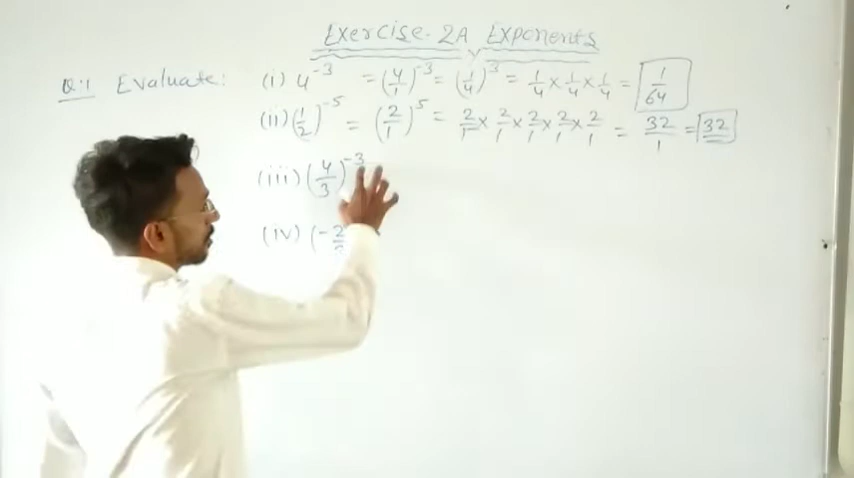 Exercise-2A Exponents
Q:1 Evaluate: (i) 4⁻³ = (4/1)⁻³ = (1/4)³ = 1/4 × 1/4 × 1/4 = 1/64
(ii) (1/2)⁻⁵ = (2/1)⁵ = 2/1 × 2/1 × 2/1 × 2/1 × 2/1 = 32/1 = 32
(iii) (4/3)⁻³
(iv) (-2